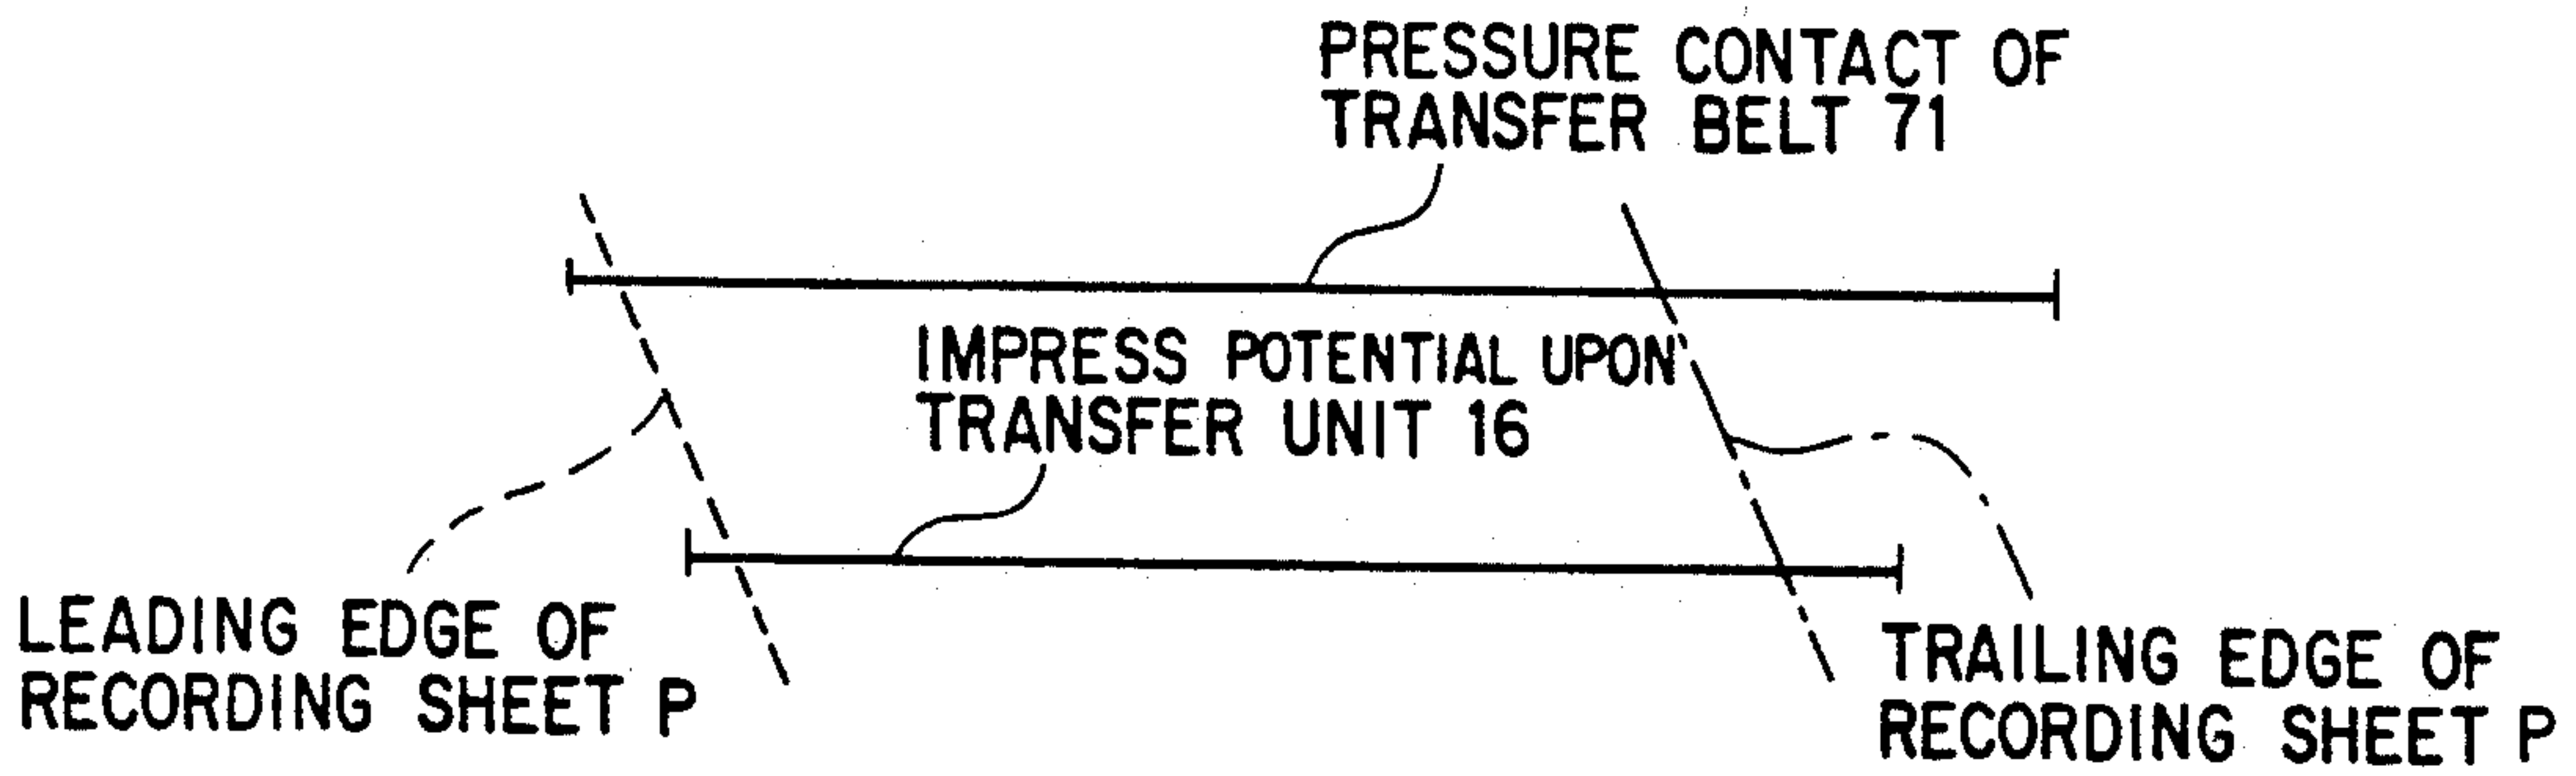 PRESSURE CONTACT OF
TRANSFER BELT 71
IMPRESS POTENTIAL UPON
TRANSFER UNIT 16
LEADING EDGE OF
RECORDING SHEET P
TRAILING EDGE OF
RECORDING SHEET P